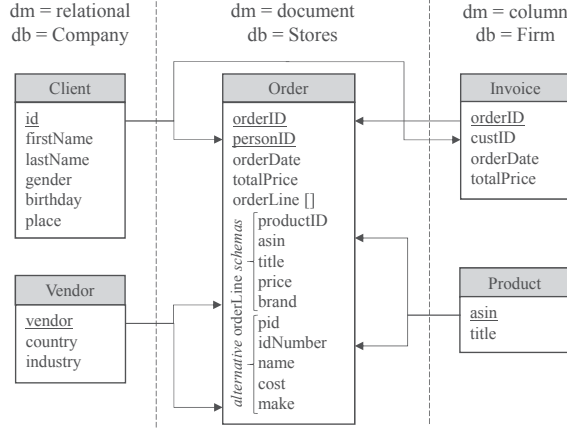 dm = relational
db = Company
dm = document
db = Stores
dm = column
db = Firm
Client
id
firstName
lastName
gender
birthday
place
Vendor
vendor
country
industry
Order
orderID
personID
orderDate
totalPrice
orderLine []
alternative orderLine schemas
productID
asin
title
price
brand
pid
idNumber
name
cost
make
Invoice
orderID
custID
orderDate
totalPrice
Product
asin
title